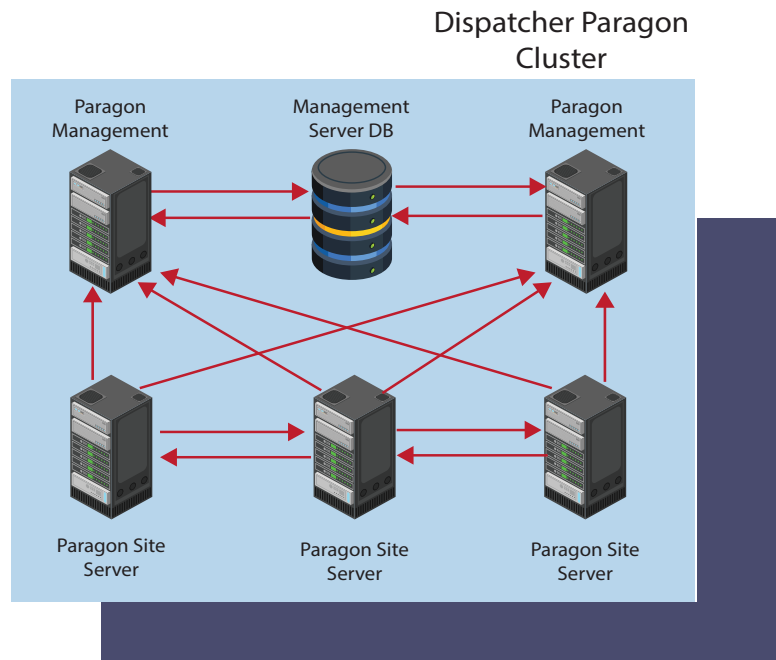 Dispatcher Paragon
Cluster
Paragon
Management
Management
Server DB
Paragon
Management
Paragon Site
Server
Paragon Site
Server
Paragon Site
Server